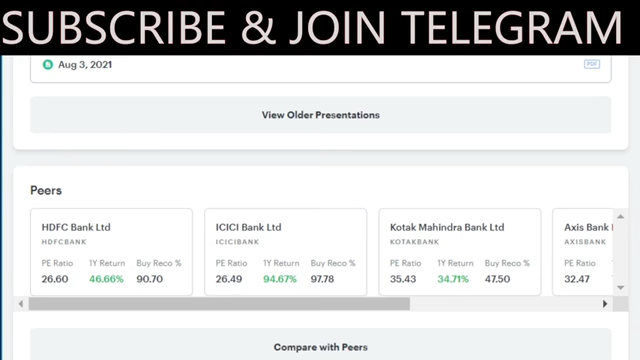 SUBSCRIBE & JOIN TELEGRAM
Aug 3, 2021 PDF
View Older Presentations
Peers
HDFC Bank Ltd ICICI Bank Ltd Kotak Mahindra Bank Ltd Axis Bank
HDFCBANK ICICIBANK KOTAKBANK AXISBANK
PE Ratio 1Y Return Buy Reco % PE Ratio 1Y Return Buy Reco % PE Ratio 1Y Return Buy Reco % PE Ratio
26.60 46.66% 90.70 26.49 94.67% 97.78 35.43 34.71% 47.50 32.47
Compare with Peers